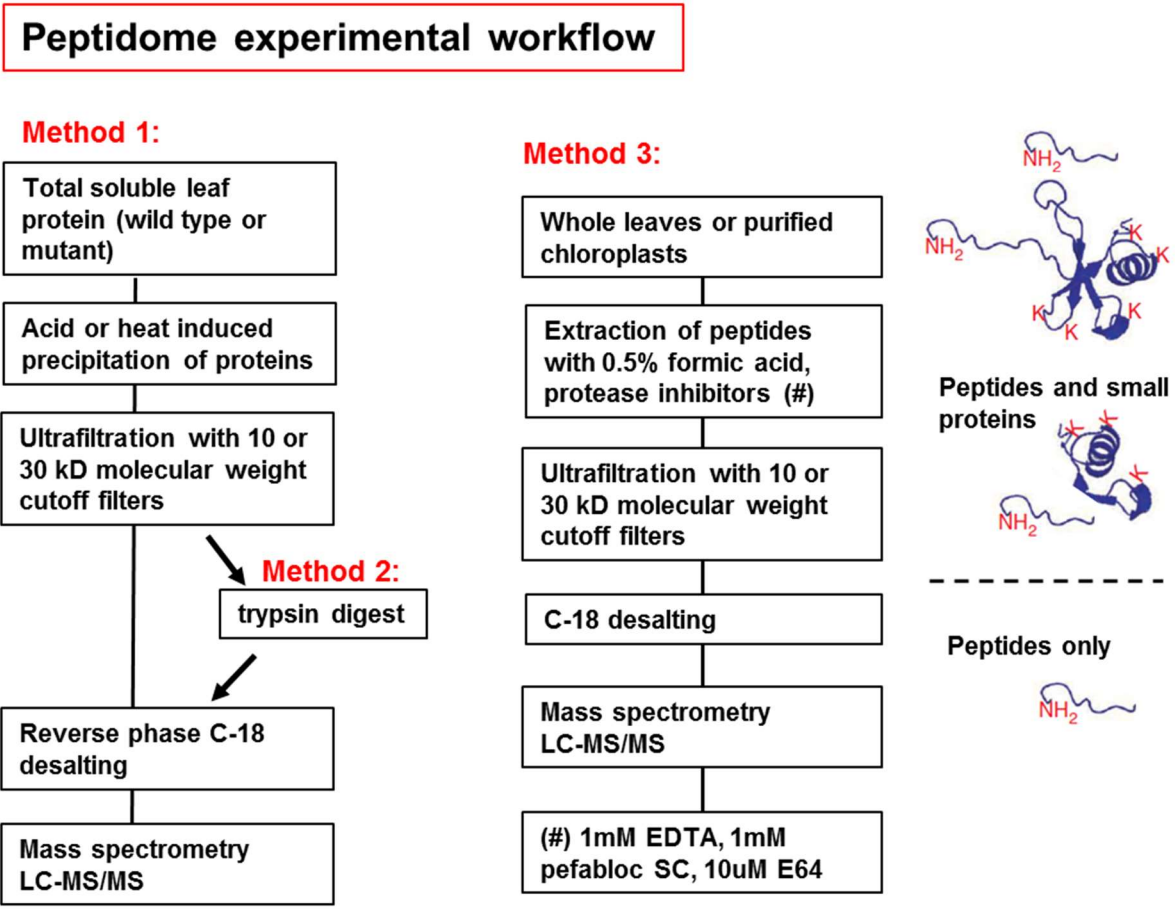 Peptidome experimental workflow
Method 1:
Total soluble leaf
protein (wild type or
mutant)
Acid or heat induced
precipitation of proteins
Ultrafiltration with 10 or
30 kD molecular weight
cutoff filters
Method 2:
trypsin digest
Reverse phase C-18
desalting
Mass spectrometry
LC-MS/MS
Method 3:
Whole leaves or purified
chloroplasts
Extraction of peptides
with 0.5% formic acid,
protease inhibitors (#)
Ultrafiltration with 10 or
30 kD molecular weight
cutoff filters
C-18 desalting
Mass spectrometry
LC-MS/MS
(#) 1mM EDTA, 1mM
pefabloc SC, 10uM E64
NH2
NH2
K
K
K
K
K
Peptides and small
proteins
K
K
K
NH2
Peptides only
NH2